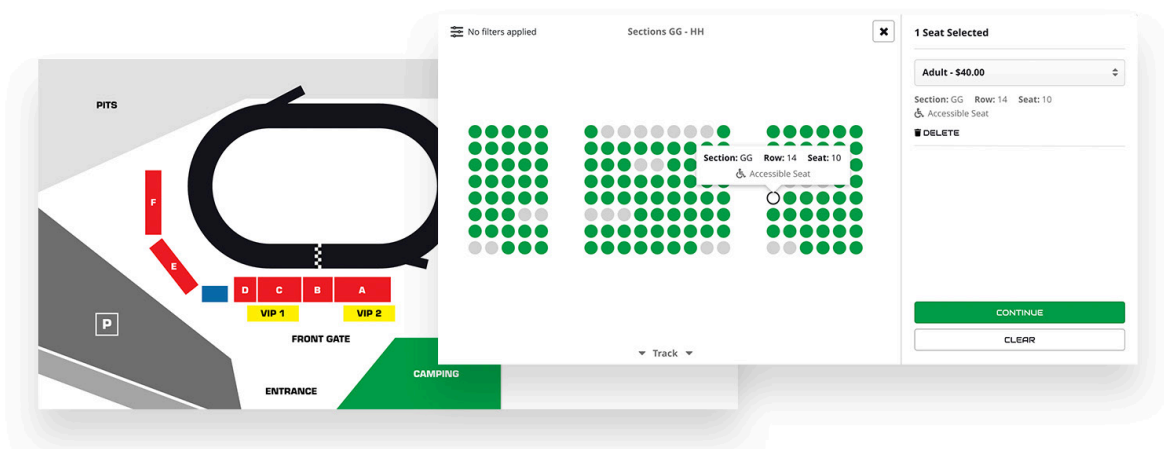 No filters applied
Sections GG - HH
Section: GG Row: 14 Seat: 10
Accessible Seat
Track
1 Seat Selected
Adult - $40.00
Section: GG Row: 14 Seat: 10
Accessible Seat
DELETE
CONTINUE
CLEAR
PITS
F
E
D
C
B
A
VIP 1
VIP 2
P
FRONT GATE
CAMPING
ENTRANCE